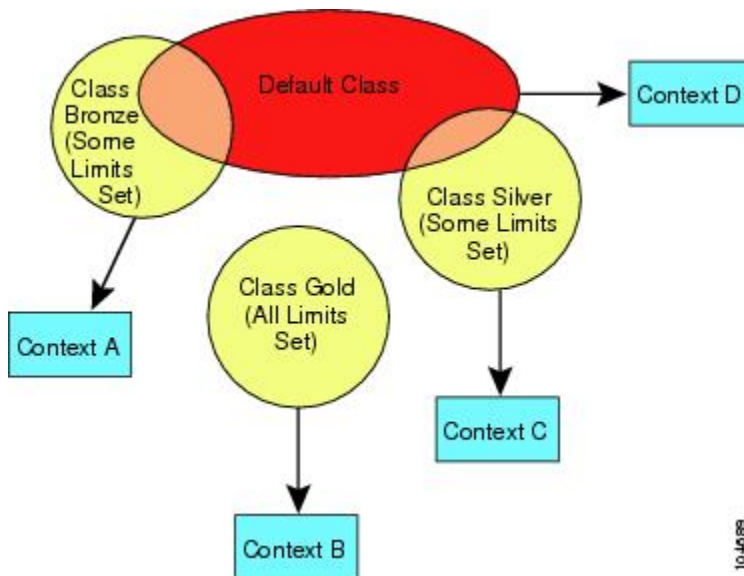 Class
Bronze
(Some
Limits
Set)
Default Class
Context D
Class Silver
(Some Limits
Set)
Class Gold
(All Limits
Set)
Context A
Context C
Context B